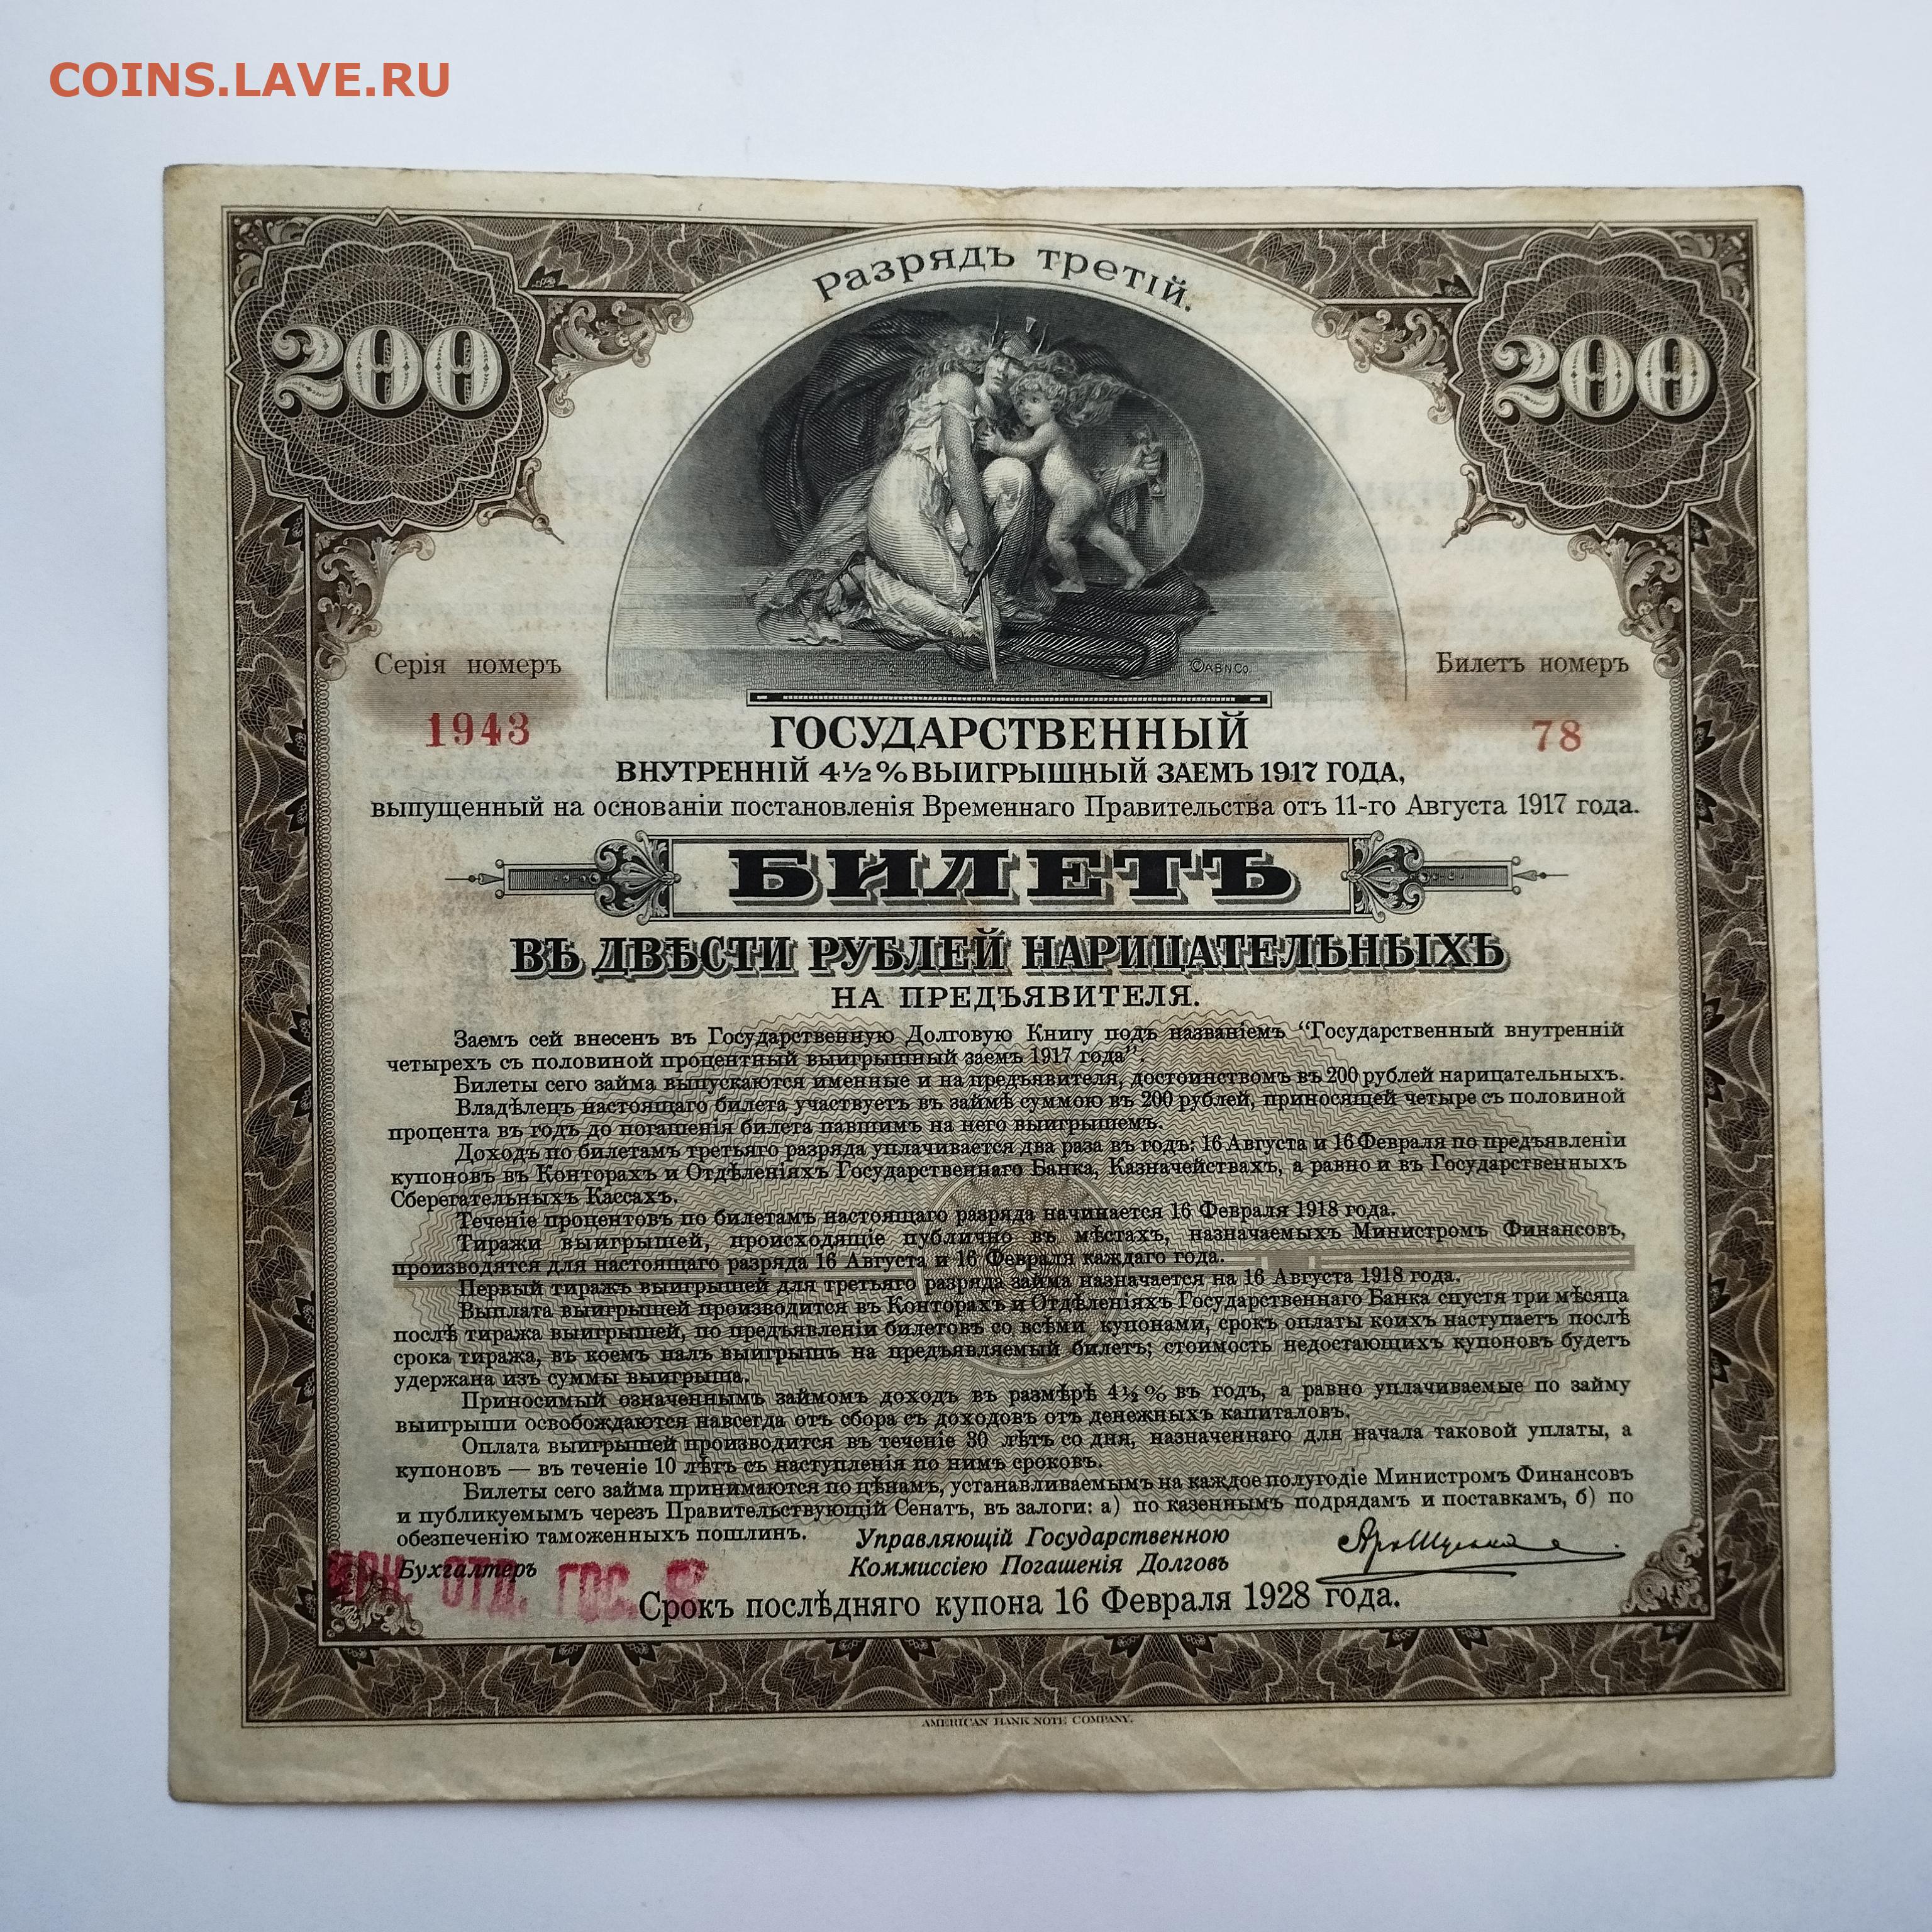 COINS.LAVE.RU
Разрядъ третій.
200
200
©ABNCo
Серія номеръ
Билетъ номеръ
1943
78
ГОСУДАРСТВЕННЫЙ
ВНУТРЕННІЙ 4½% ВЫИГРЫШНЫЙ ЗАЕМЪ 1917 ГОДА,
выпущенный на основаніи постановленія Временнаго Правительства отъ 11-го Августа 1917 года.
БИЛЕТЪ
ВЪ ДВѢСТИ РУБЛЕЙ НАРИЦАТЕЛЬНЫХЪ
НА ПРЕДЪЯВИТЕЛЯ.
Заемъ сей внесенъ въ Государственную Долговую Книгу подъ названіемъ “Государственный внутренній
четырехъ съ половиной процентный выигрышный заемъ 1917 года”.
Билеты сего займа выпускаются именные и на предъявителя, достоинствомъ въ 200 рублей нарицательныхъ.
Владѣлецъ настоящаго билета участвуетъ въ займѣ суммою въ 200 рублей, приносящей четыре съ половиной
процента въ годъ до погашенія билета павшимъ на него выигрышемъ.
Доходъ по билетамъ третьяго разряда уплачивается два раза въ годъ: 16 Августа и 16 Февраля по предъявленіи
купоновъ въ Конторахъ и Отдѣленіяхъ Государственнаго Банка, Казначействахъ, а равно и въ Государственныхъ
Сберегательныхъ Кассахъ.
Теченіе процентовъ по билетамъ настоящаго разряда начинается 16 Февраля 1918 года.
Тиражи выигрышей, происходящіе публично въ мѣстахъ, назначаемыхъ Министромъ Финансовъ,
производятся для настоящаго разряда 16 Августа и 16 Февраля каждаго года.
Первый тиражъ выигрышей для третьяго разряда займа назначается на 16 Августа 1918 года.
Выплата выигрышей производится въ Конторахъ и Отдѣленіяхъ Государственнаго Банка спустя три мѣсяца
послѣ тиража выигрышей, по предъявленіи билетовъ со всѣми купонами, срокъ оплаты коихъ наступаетъ послѣ
срока тиража, въ коемъ палъ выигрышъ на предъявляемый билетъ; стоимость недостающихъ купоновъ будетъ
удержана изъ суммы выигрыша.
Приносимый означеннымъ займомъ доходъ въ размѣрѣ 4½% въ годъ, а равно уплачиваемые по займу
выигрыши освобождаются навсегда отъ сбора съ доходовъ отъ денежныхъ капиталовъ.
Оплата выигрышей производится въ теченіе 30 лѣтъ со дня, назначеннаго для начала таковой уплаты, а
купоновъ — въ теченіе 10 лѣтъ съ наступленія по нимъ сроковъ.
Билеты сего займа принимаются по цѣнамъ, устанавливаемымъ на каждое полугодіе Министромъ Финансовъ
и публикуемымъ черезъ Правительствующій Сенатъ, въ залоги: а) по казеннымъ подрядамъ и поставкамъ, б) по
обезпеченію таможенныхъ пошлинъ.
Управляющій Государственною
Бухгалтеръ
Коммиссіею Погашенія Долговъ
ИРК. ОТД. ГОС.
Срокъ послѣдняго купона 16 Февраля 1928 года.
AMERICAN BANK NOTE COMPANY.